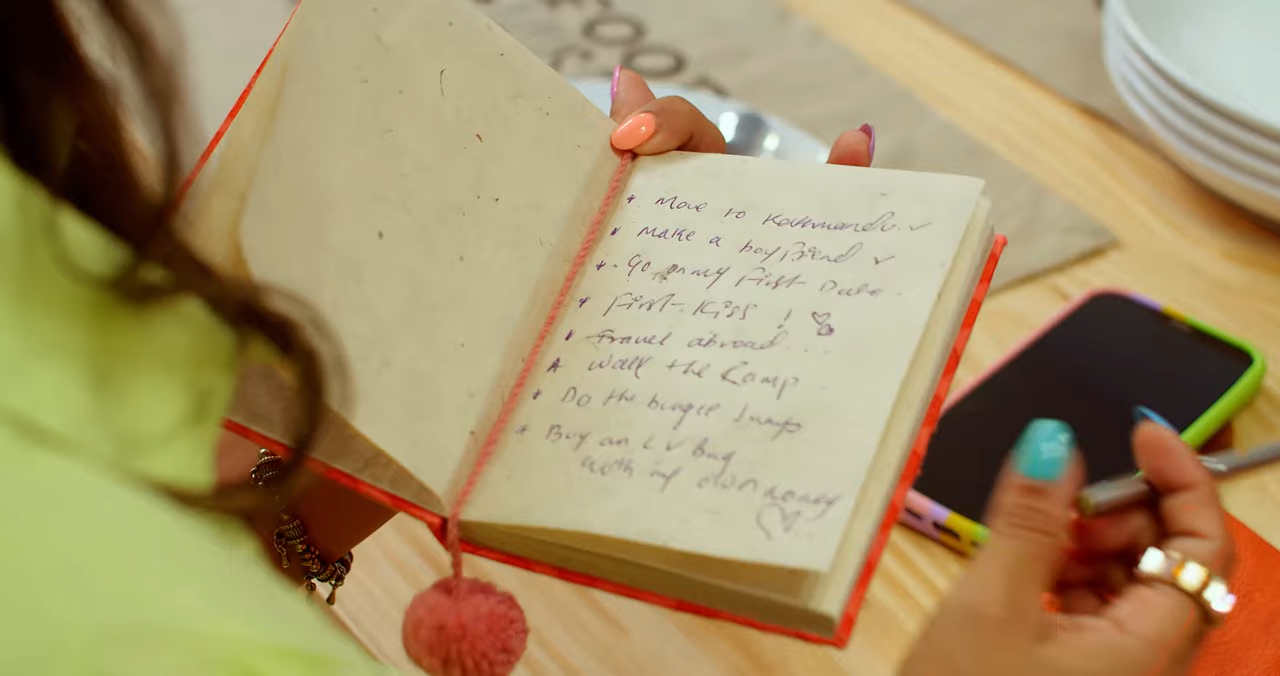 FOOD
+. Move to Kathmandu. ✓
Make a boyfriend ✓
+. Go on my first Date.
+ First Kiss ! ♡
Travel abroad...
Walk the Ramp
Do the bungee Jump
Buy an LV Bag
with my own money
♡